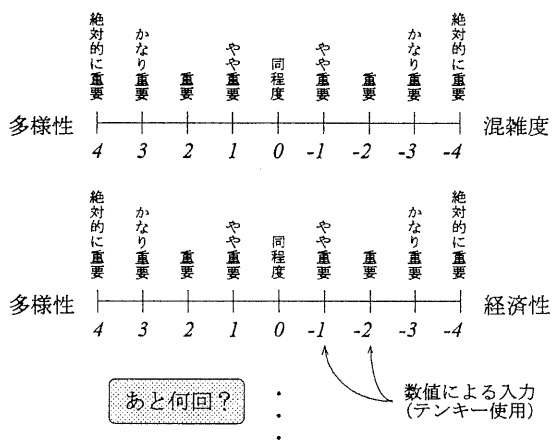 絶対的に重要 かなり重要 重要 やや重要 同程度 やや重要 重要 かなり重要 絶対的に重要
多様性 混雑度
4 3 2 1 0 -1 -2 -3 -4
絶対的に重要 かなり重要 重要 やや重要 同程度 やや重要 重要 かなり重要 絶対的に重要
多様性 経済性
4 3 2 1 0 -1 -2 -3 -4
あと何回？
数値による入力
(テンキー使用)